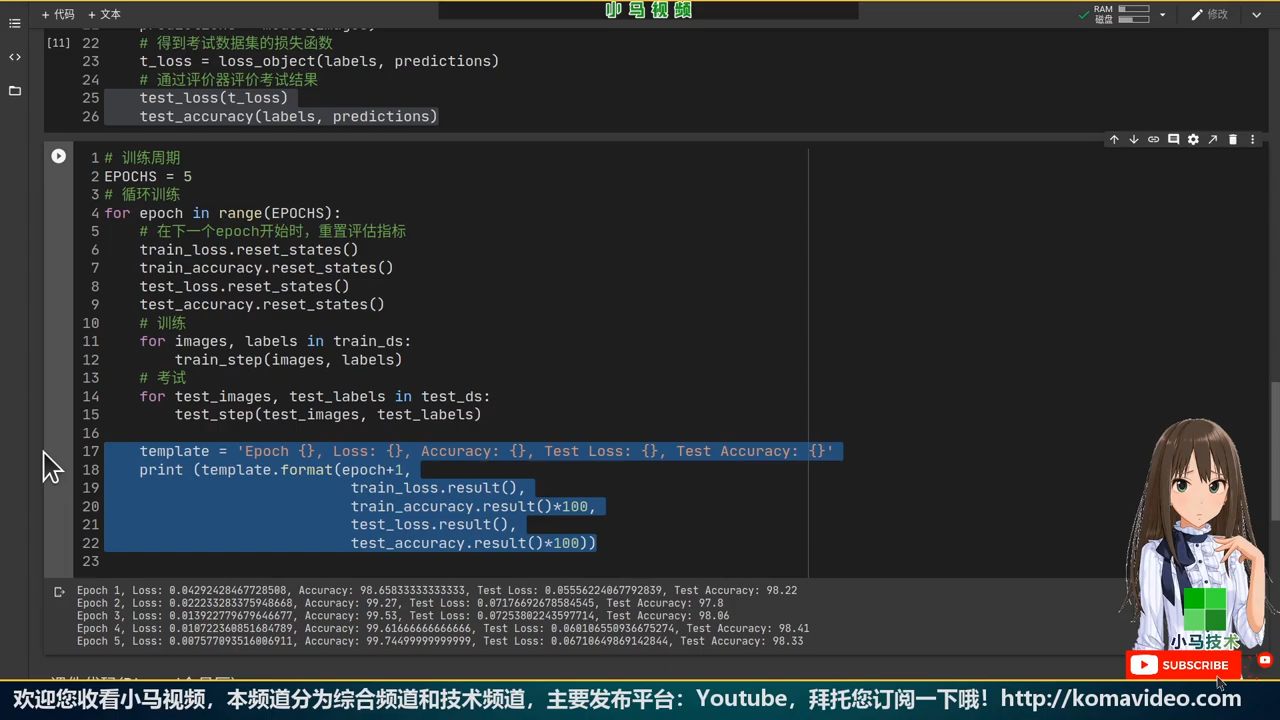 小马视频
+ 代码 + 文本
RAM
磁盘
修改
[11]
22 # 得到考试数据集的损失函数
23 t_loss = loss_object(labels, predictions)
24 # 通过评价器评价考试结果
25 test_loss(t_loss)
26 test_accuracy(labels, predictions)
1 # 训练周期
2 EPOCHS = 5
3 # 循环训练
4 for epoch in range(EPOCHS):
5 # 在下一个epoch开始时，重置评估指标
6 train_loss.reset_states()
7 train_accuracy.reset_states()
8 test_loss.reset_states()
9 test_accuracy.reset_states()
10 # 训练
11 for images, labels in train_ds:
12 train_step(images, labels)
13 # 考试
14 for test_images, test_labels in test_ds:
15 test_step(test_images, test_labels)
16
17 template = 'Epoch {}, Loss: {}, Accuracy: {}, Test Loss: {}, Test Accuracy: {}'
18 print (template.format(epoch+1,
19 train_loss.result(),
20 train_accuracy.result()*100,
21 test_loss.result(),
22 test_accuracy.result()*100))
23
Epoch 1, Loss: 0.04292428467728508, Accuracy: 98.65833333333333, Test Loss: 0.05556224067792839, Test Accuracy: 98.22
Epoch 2, Loss: 0.022233283375948668, Accuracy: 99.27, Test Loss: 0.07176692678584545, Test Accuracy: 97.8
Epoch 3, Loss: 0.013922779679646677, Accuracy: 99.53, Test Loss: 0.07253802243597714, Test Accuracy: 98.06
Epoch 4, Loss: 0.010722360851684789, Accuracy: 99.61666666666666, Test Loss: 0.060106550936675274, Test Accuracy: 98.41
Epoch 5, Loss: 0.007577093516086911, Accuracy: 99.74499999999999, Test Loss: 0.06710649869142844, Test Accuracy: 98.33
小马技术
SUBSCRIBE
欢迎您收看小马视频，本频道分为综合频道和技术频道，主要发布平台：Youtube，拜托您订阅一下哦！http://komavideo.com